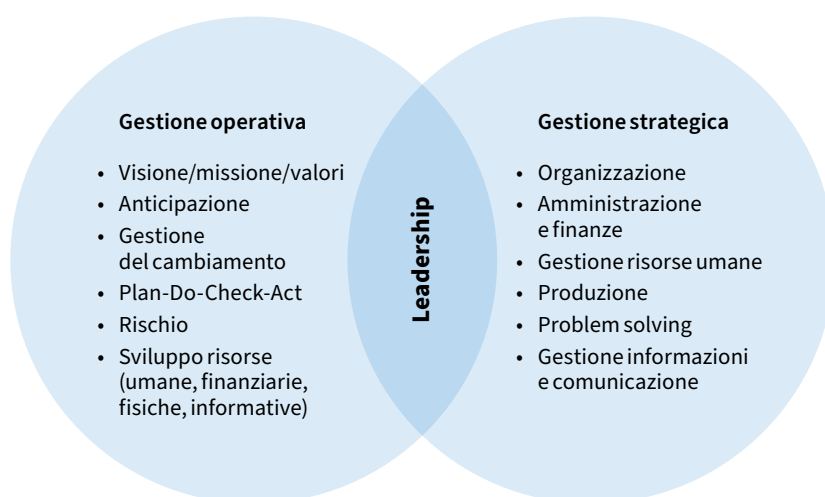 Gestione operativa
• Visione/missione/valori
• Anticipazione
• Gestione
del cambiamento
• Plan-Do-Check-Act
• Rischio
• Sviluppo risorse
(umane, finanziarie,
fisiche, informative)
Leadership
Gestione strategica
• Organizzazione
• Amministrazione
e finanze
• Gestione risorse umane
• Produzione
• Problem solving
• Gestione informazioni
e comunicazione